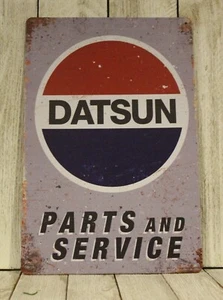 DATSUN
PARTS AND
SERVICE